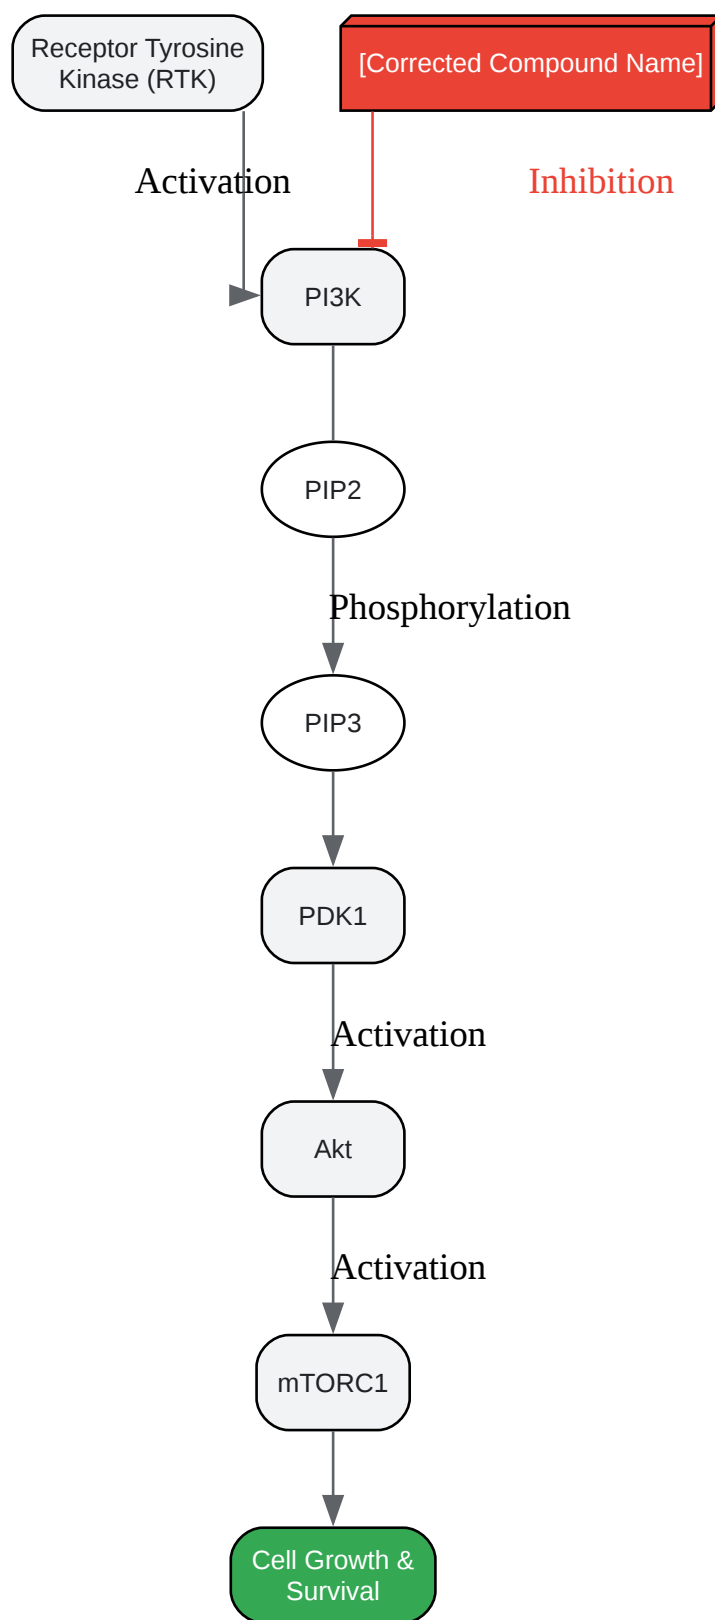 Receptor Tyrosine
Kinase (RTK)
[Corrected Compound Name]
Activation
Inhibition
PI3K
PIP2
Phosphorylation
PIP3
PDK1
Activation
Akt
Activation
mTORC1
Cell Growth &
Survival